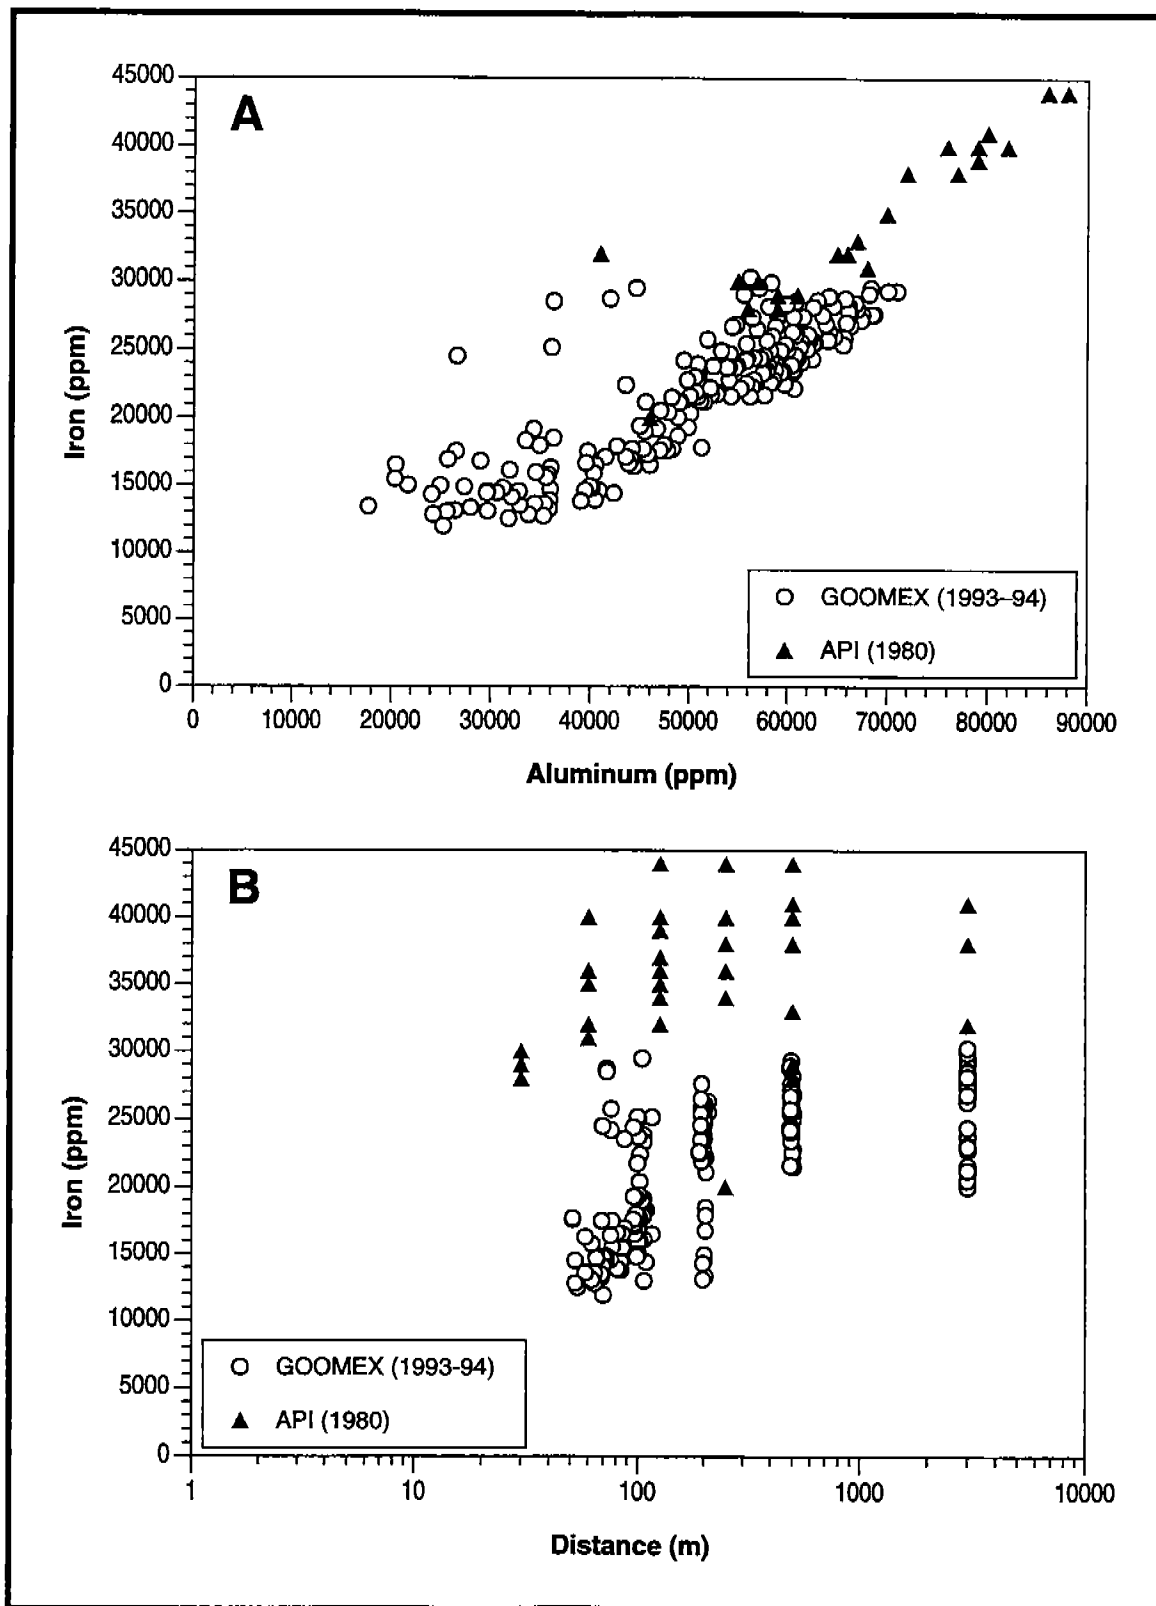 A
45000
40000
35000
30000
25000
20000
15000
10000
5000
0
Iron (ppm)
0 10000 20000 30000 40000 50000 60000 70000 80000 90000
Aluminum (ppm)
GOOMEX (1993-94)
API (1980)
B
45000
40000
35000
30000
25000
20000
15000
10000
5000
0
Iron (ppm)
1 10 100 1000 10000
Distance (m)
GOOMEX (1993-94)
API (1980)